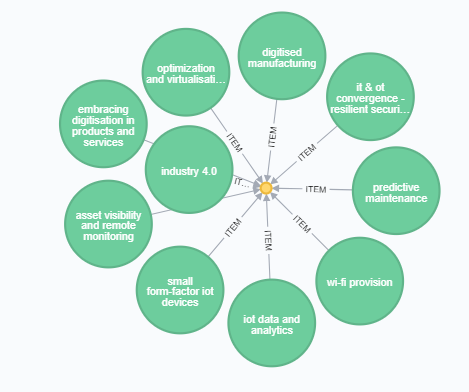 digitised
manufacturing
optimization
and virtualisati...
it & ot
convergence -
resilient securi...
embracing
digitisation in
products and
services
ITEM
ITEM
ITEM
industry 4.0
IT...
ITEM
predictive
maintenance
asset visibility
and remote
monitoring
ITEM
ITEM
ITEM
small
form-factor iot
devices
wi-fi provision
iot data and
analytics